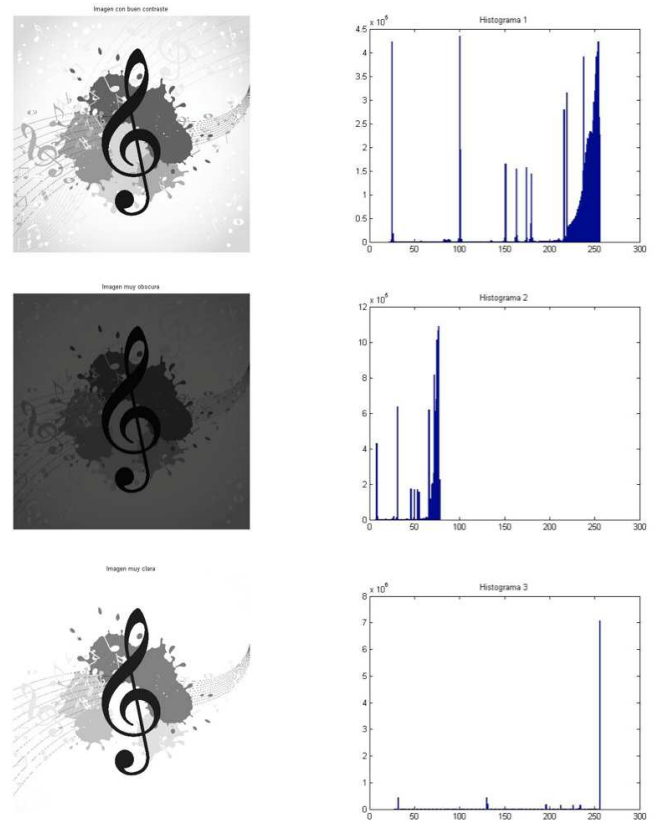 Imagen con buen contraste
Histograma 1
x 10^5
4.5
4
3.5
3
2.5
2
1.5
1
0.5
0
0 50 100 150 200 250 300
Imagen muy obscura
Histograma 2
x 10^5
12
10
8
6
4
2
0
0 50 100 150 200 250 300
Imagen muy clara
Histograma 3
x 10^6
8
7
6
5
4
3
2
1
0
0 50 100 150 200 250 300